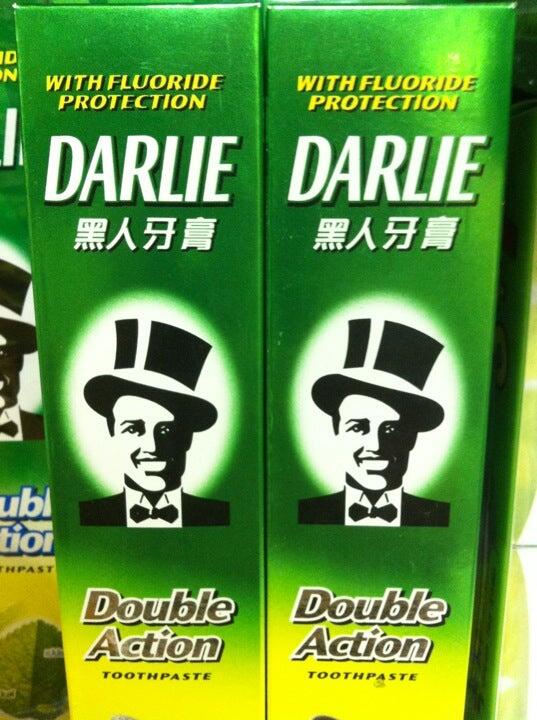 WITH FLUORIDE
PROTECTION
DARLIE
黑人牙膏
Double
Action
TOOTHPASTE
WITH FLUORIDE
PROTECTION
DARLIE
黑人牙膏
Double
Action
TOOTHPASTE